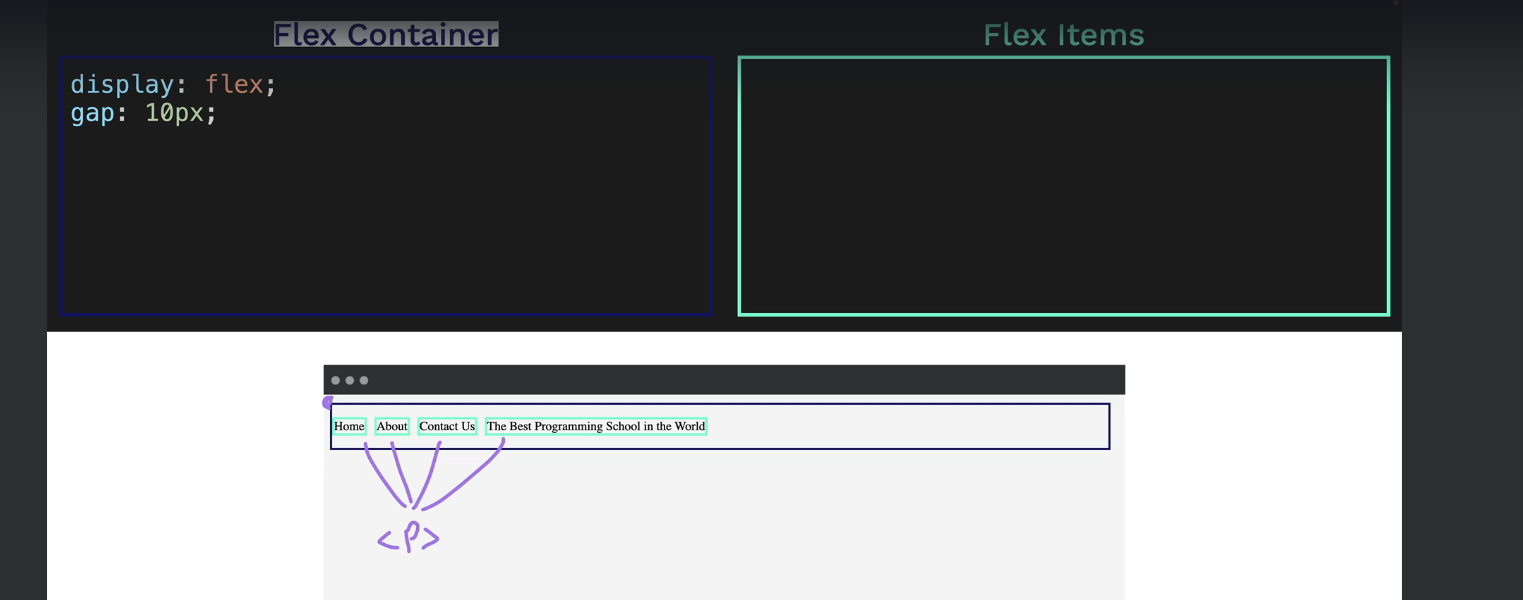 Flex Container
Flex Items
display: flex;
gap: 10px;
Home About Contact Us The Best Programming School in the World
<P>